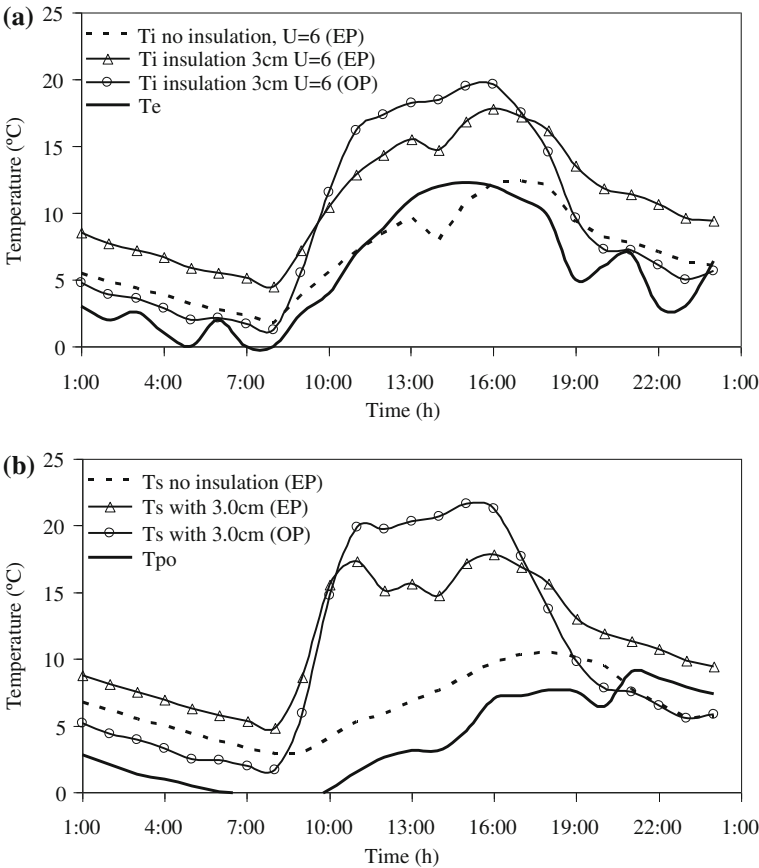 (a)
Temperature (ºC)
25
20
15
10
5
0
Ti no insulation, U=6 (EP)
Ti insulation 3cm U=6 (EP)
Ti insulation 3cm U=6 (OP)
Te
1:00 4:00 7:00 10:00 13:00 16:00 19:00 22:00 1:00
Time (h)
(b)
Temperature (ºC)
25
20
15
10
5
0
Ts no insulation (EP)
Ts with 3.0cm (EP)
Ts with 3.0cm (OP)
Tpo
1:00 4:00 7:00 10:00 13:00 16:00 19:00 22:00 1:00
Time (h)